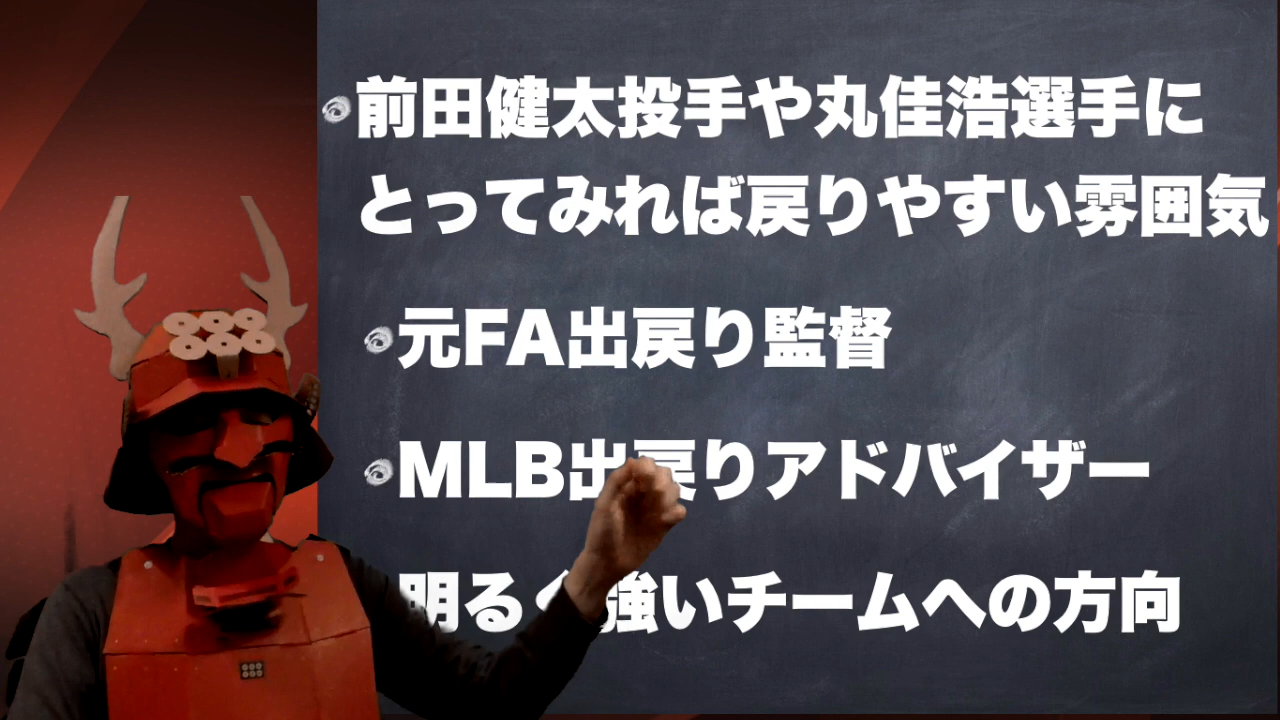 前田健太投手や丸佳浩選手に
とってみれば戻りやすい雰囲気
元FA出戻り監督
MLB出戻りアドバイザー
明るく強いチームへの方向